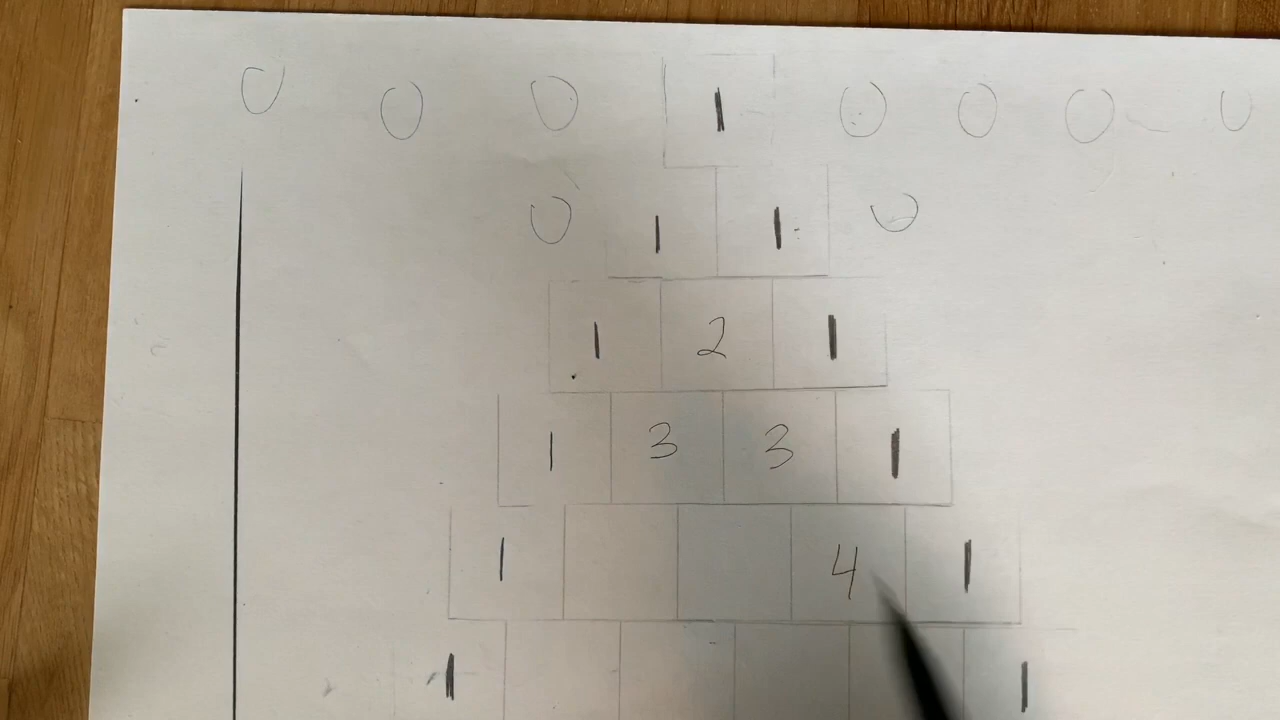 0 0 0 1 0 0 0 0
0 1 1 0
1 2 1
1 3 3 1
1 4 1
1 1